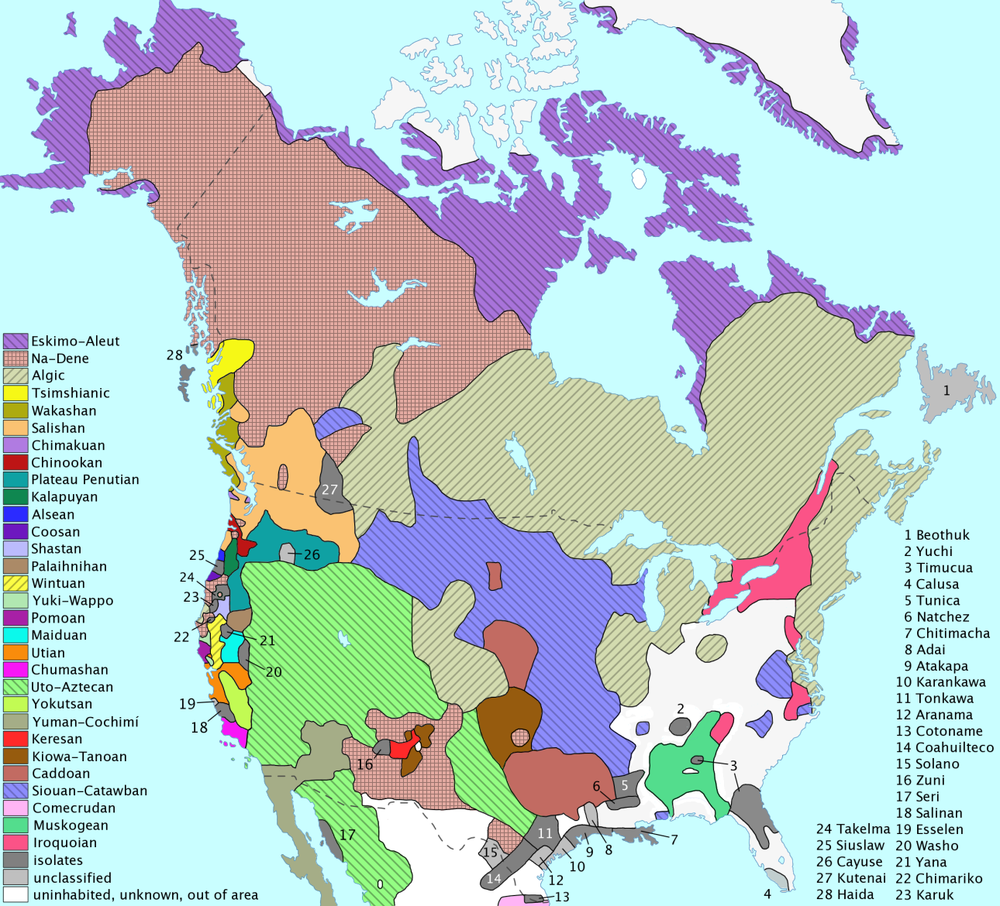 Eskimo-Aleut
Na-Dene
Algic
Tsimshianic
Wakashan
Salishan
Chimakuan
Chinookan
Plateau Penutian
Kalapuyan
Alsean
Coosan
Shastan
Palaihnihan
Wintuan
Yuki-Wappo
Pomoan
Maiduan
Utian
Chumashan
Uto-Aztecan
Yokutsan
Yuman-Cochimí
Keresan
Kiowa-Tanoan
Caddoan
Siouan-Catawban
Comecrudan
Muskogean
Iroquoian
isolates
unclassified
uninhabited, unknown, out of area
28
27
26
25
24
23
22
21
20
19
18
16
17
15
14
11
13
12
10
9
8
7
6
5
2
3
4
1
1 Beothuk
2 Yuchi
3 Timucua
4 Calusa
5 Tunica
6 Natchez
7 Chitimacha
8 Adai
9 Atakapa
10 Karankawa
11 Tonkawa
12 Aranama
13 Cotoname
14 Coahuilteco
15 Solano
16 Zuni
17 Seri
18 Salinan
19 Esselen
20 Washo
21 Yana
22 Chimariko
23 Karuk
24 Takelma
25 Siuslaw
26 Cayuse
27 Kutenai
28 Haida